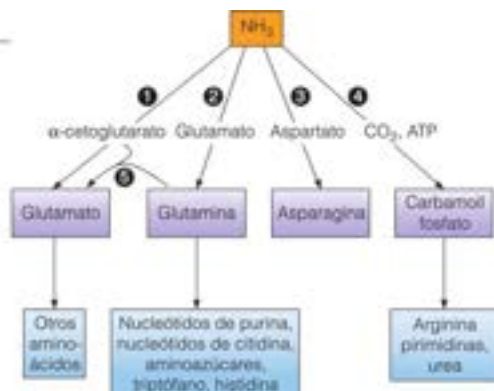 NH₃
1 2 3 4
α-cetoglutarato Glutamato Aspartato CO₂, ATP
5
Glutamato Glutamina Asparagina Carbamoil
fosfato
Otros
amino-
ácidos
Nucleótidos de purina,
nucleótidos de citidina,
aminoazúcares,
triptófano, histidina
Arginina
pirimidinas,
urea